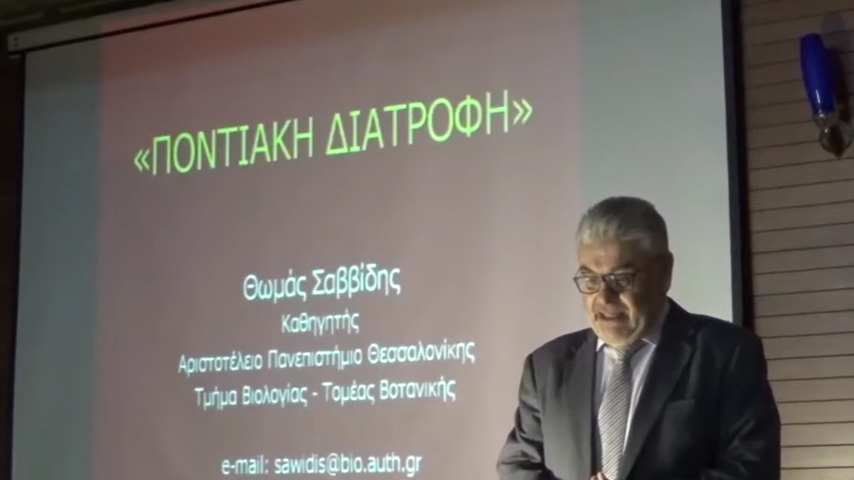 «ΠΟΝΤΙΑΚΗ ΔΙΑΤΡΟΦΗ»
Θωμάς Σαββίδης
Καθηγητής
Αριστοτέλειο Πανεπιστήμιο Θεσσαλονίκης
Τμήμα Βιολογίας - Τομέας Βοτανικής
e-mail: sawidis@bio.auth.gr